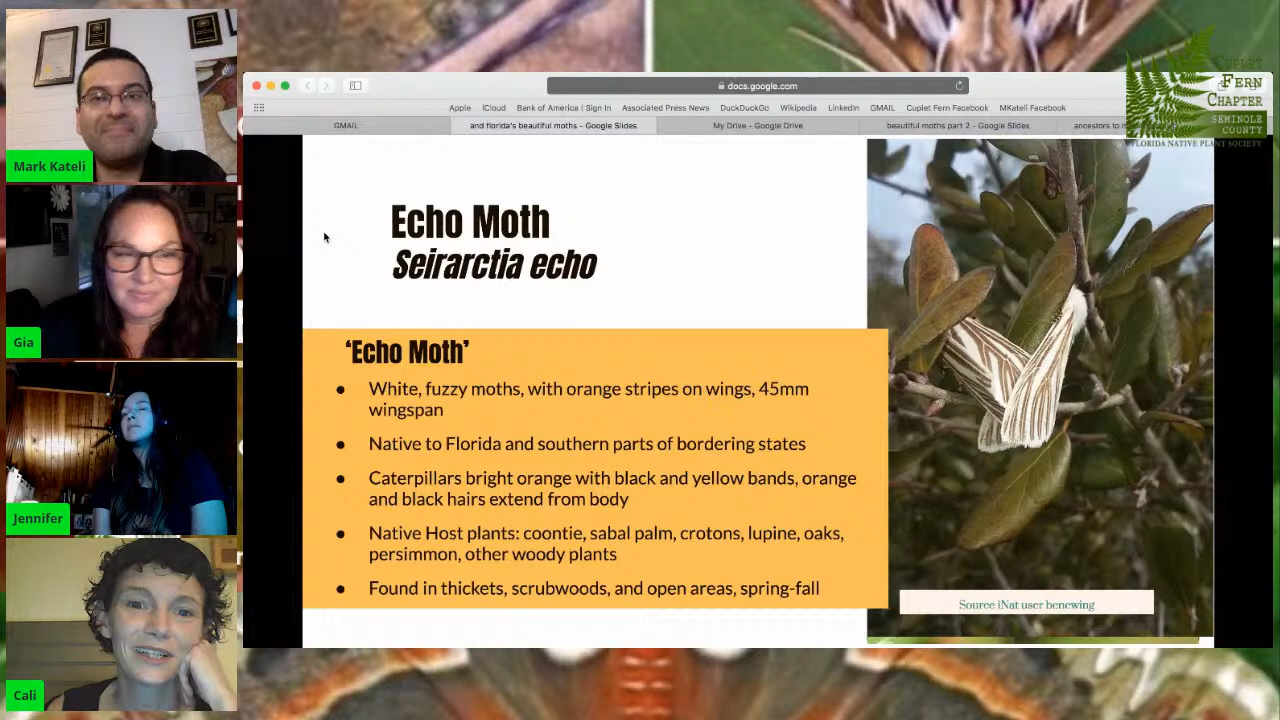 Mark Kateli
Gia
Jennifer
Cali
docs.google.com
Apple iCloud Bank of America | Sign In Associated Press News DuckDuckGo Wikipedia LinkedIn GMAIL Cuplet Fern Facebook MKateli Facebook
GMAIL and florida's beautiful moths - Google Slides My Drive - Google Drive beautiful moths part 2 - Google Slides ancestors to
CUPLET
FERN
CHAPTER
SEMINOLE
COUNTY
FLORIDA NATIVE PLANT SOCIETY
Echo Moth
Seirarctia echo
‘Echo Moth’
● White, fuzzy moths, with orange stripes on wings, 45mm
wingspan
● Native to Florida and southern parts of bordering states
● Caterpillars bright orange with black and yellow bands, orange
and black hairs extend from body
● Native Host plants: coontie, sabal palm, crotons, lupine, oaks,
persimmon, other woody plants
● Found in thickets, scrubwoods, and open areas, spring-fall
Source iNat user benewing